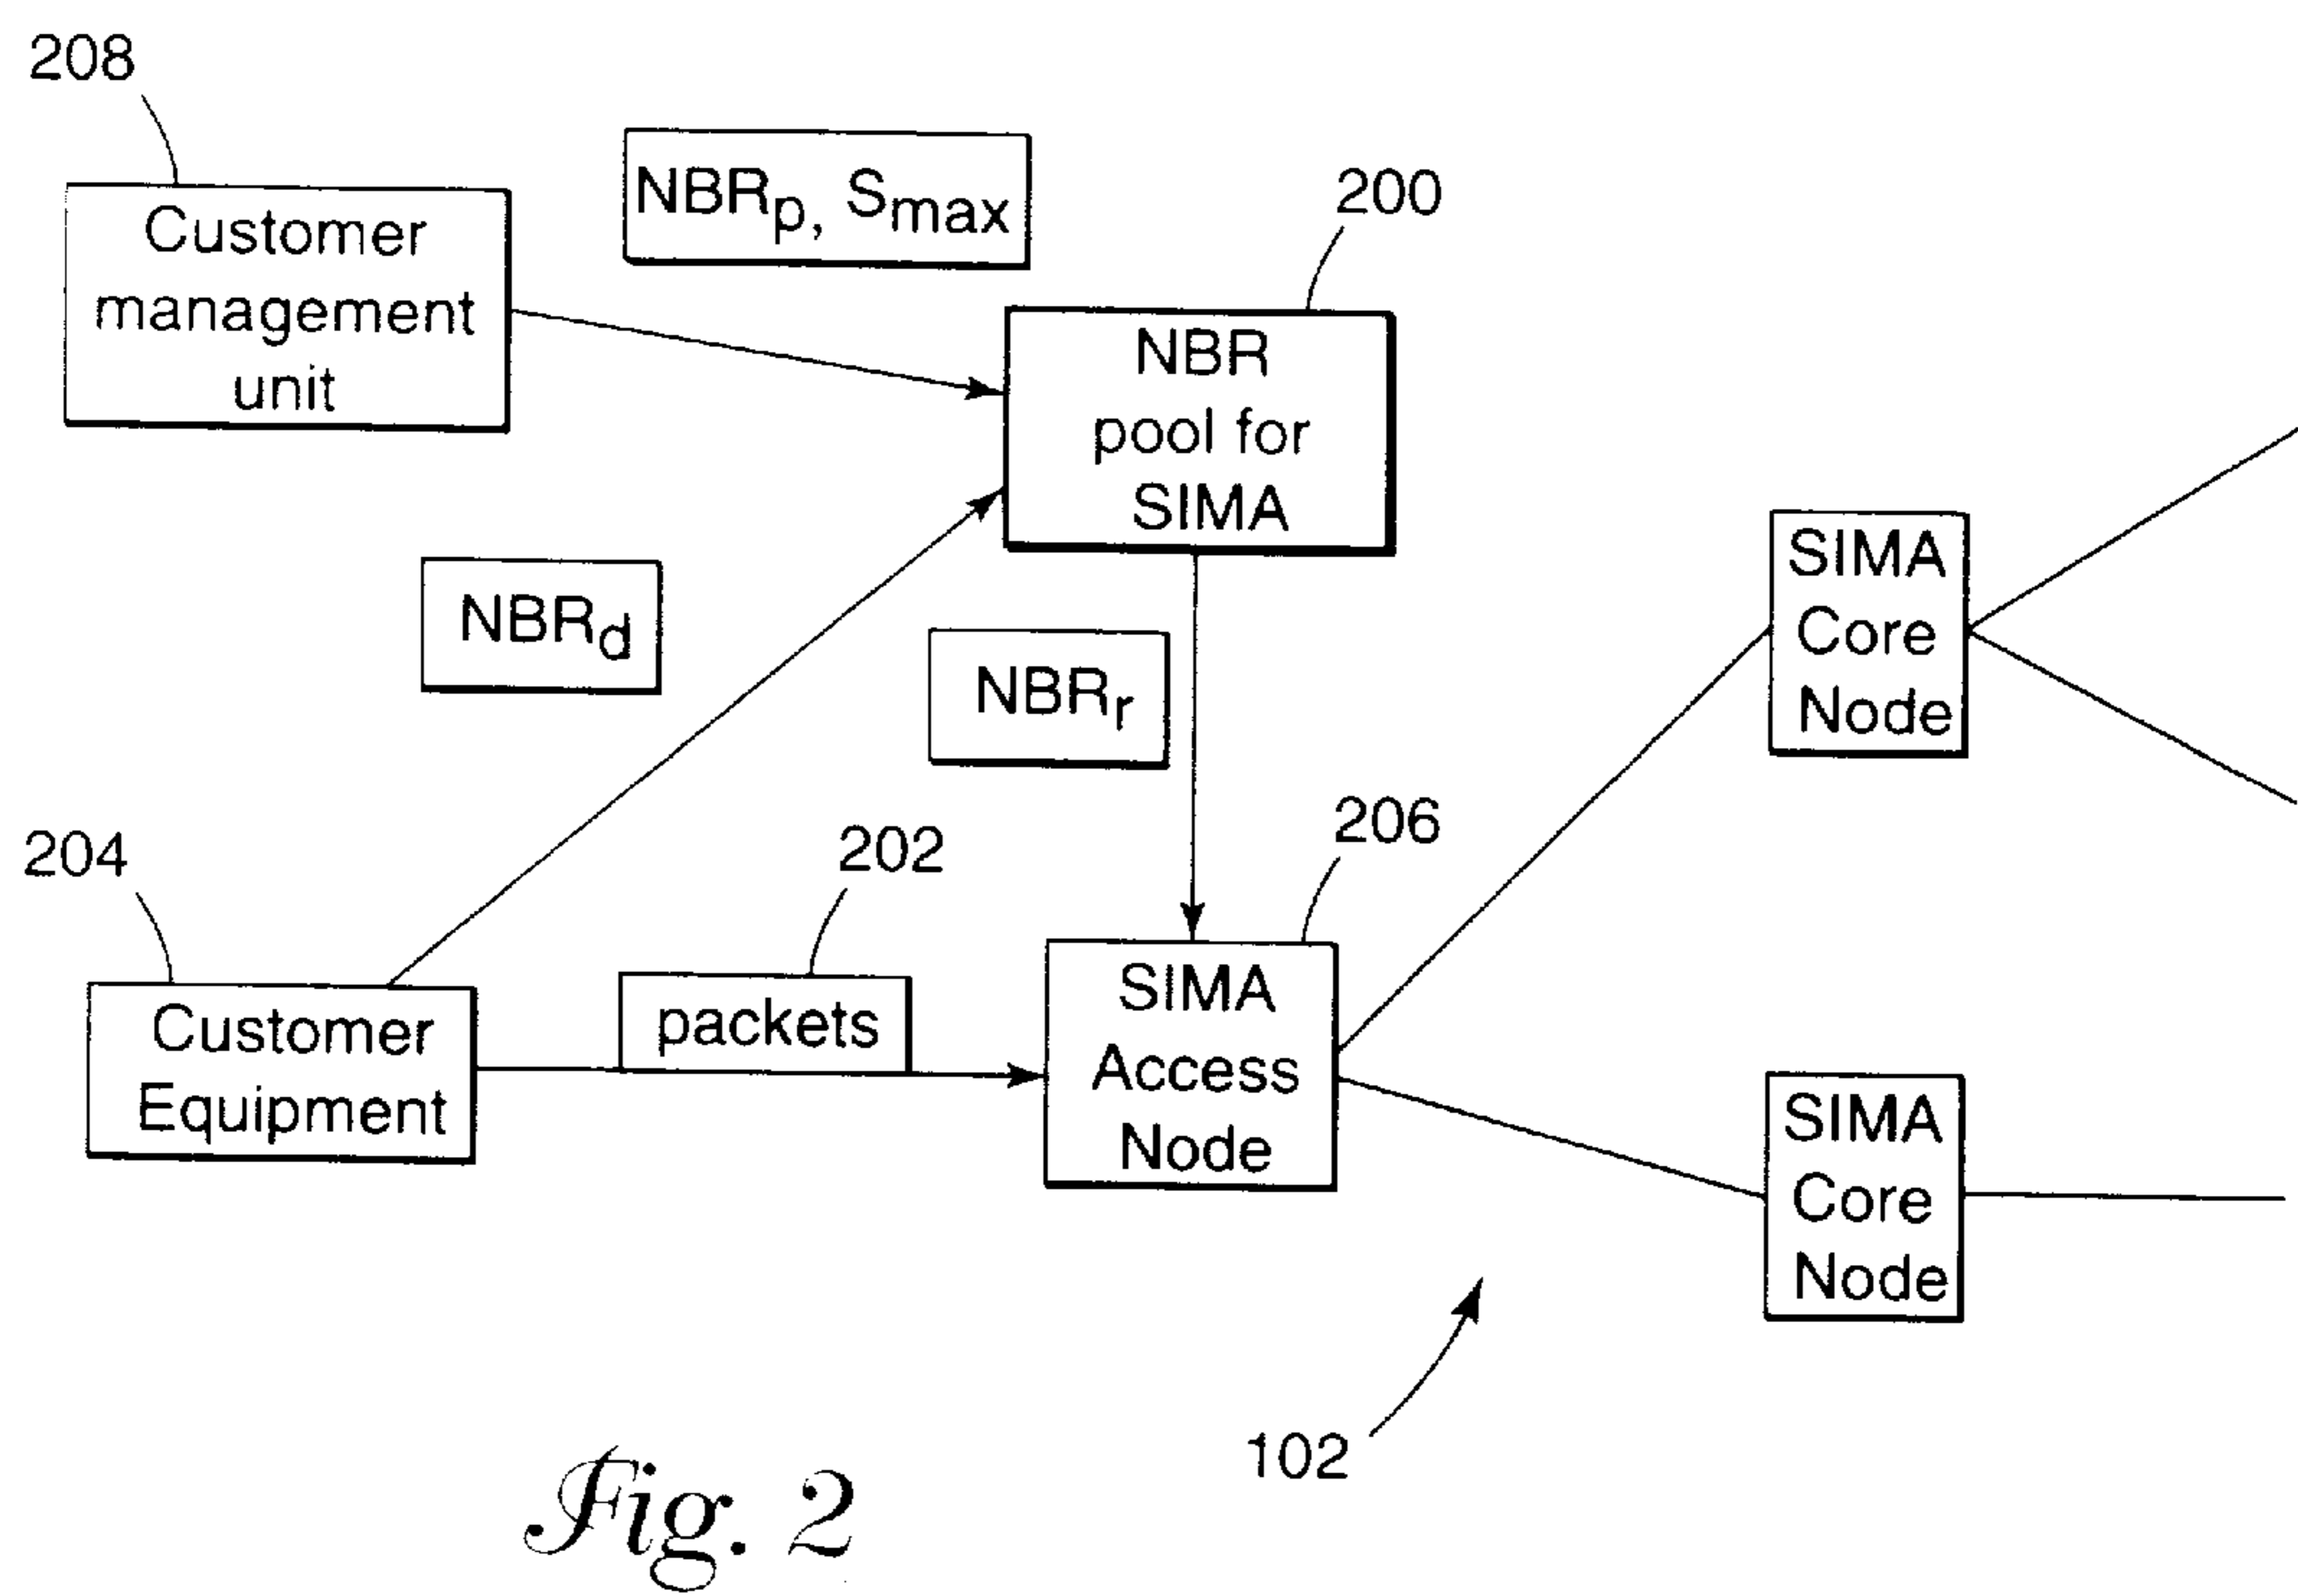 208
NBRp, Smax
200
Customer
management
unit
NBR
pool for
SIMA
SIMA
Core
Node
NBRd
NBRr
204
202
206
Customer
Equipment
packets
SIMA
Access
Node
SIMA
Core
Node
102
Fig. 2